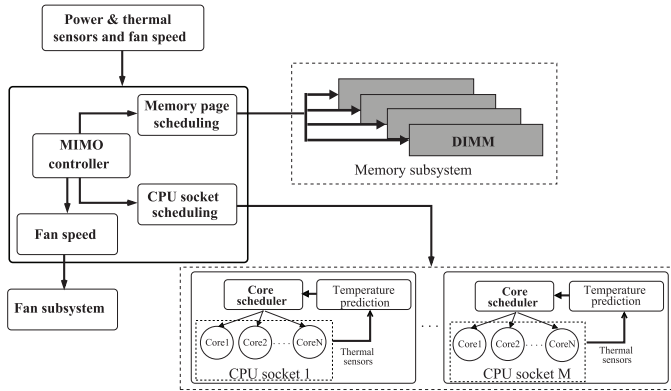 Power & thermal
sensors and fan speed
Memory page
scheduling
MIMO
controller
CPU socket
scheduling
Fan speed
Fan subsystem
DIMM
Memory subsystem
Core
scheduler
Temperature
prediction
Core1
Core2
. . . .
CoreN
Thermal
sensors
CPU socket 1
. . .
Core
scheduler
Temperature
prediction
Core1
Core2
. . . .
CoreN
Thermal
sensors
CPU socket M